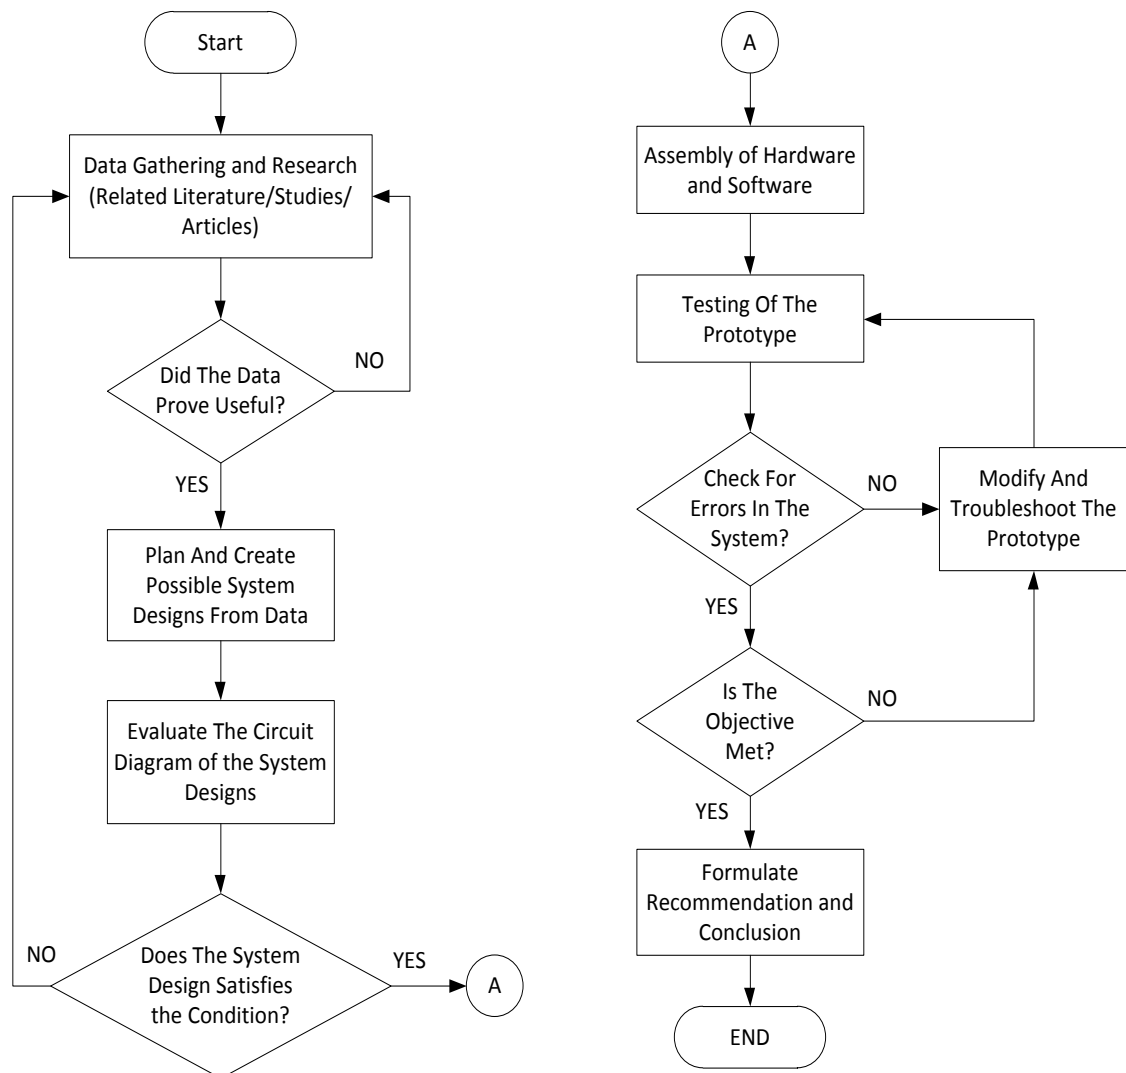 Start
Data Gathering and Research
(Related Literature/Studies/
Articles)
NO
Did The Data
Prove Useful?
YES
Plan And Create
Possible System
Designs From Data
Evaluate The Circuit
Diagram of the System
Designs
NO
Does The System
Design Satisfies
the Condition?
YES
A
A
Assembly of Hardware
and Software
Testing Of The
Prototype
Check For
Errors In The
System?
NO
Modify And
Troubleshoot The
Prototype
YES
Is The
Objective
Met?
NO
YES
Formulate
Recommendation and
Conclusion
END